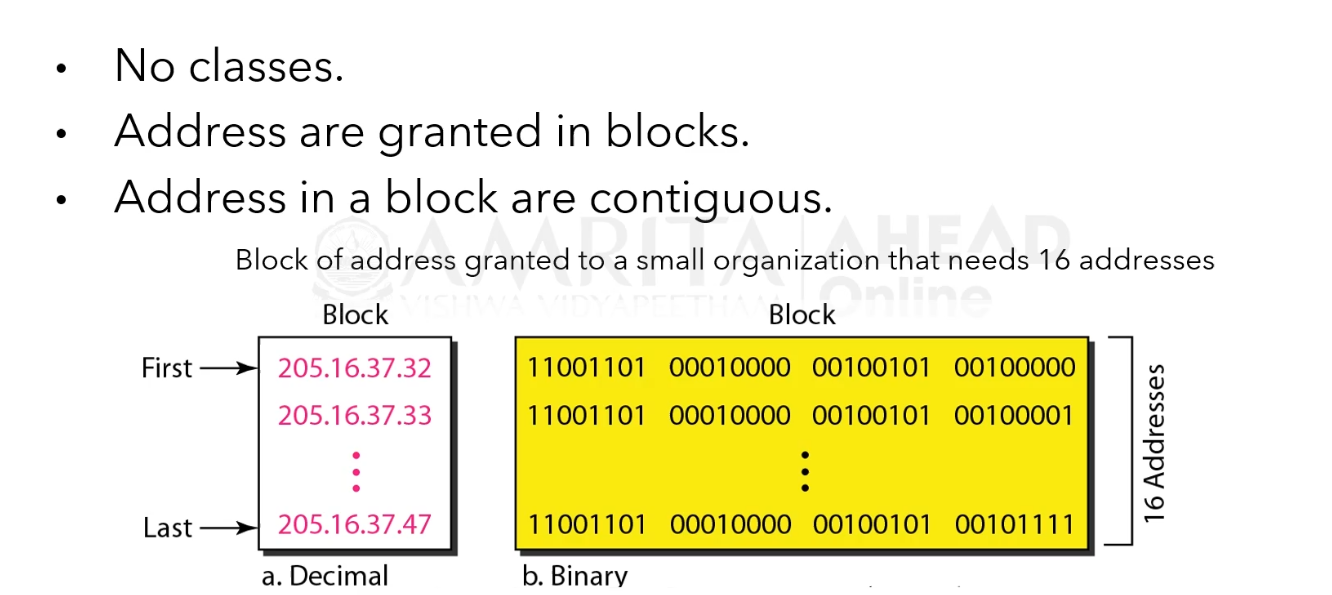 • No classes.
• Address are granted in blocks.
• Address in a block are contiguous.
AMRITA AHEAD
VISHWA VIDYAPEETHAM Online
Block of address granted to a small organization that needs 16 addresses
Block Block
First 205.16.37.32 11001101 00010000 00100101 00100000
205.16.37.33 11001101 00010000 00100101 00100001
Last 205.16.37.47 11001101 00010000 00100101 00101111
16 Addresses
a. Decimal b. Binary